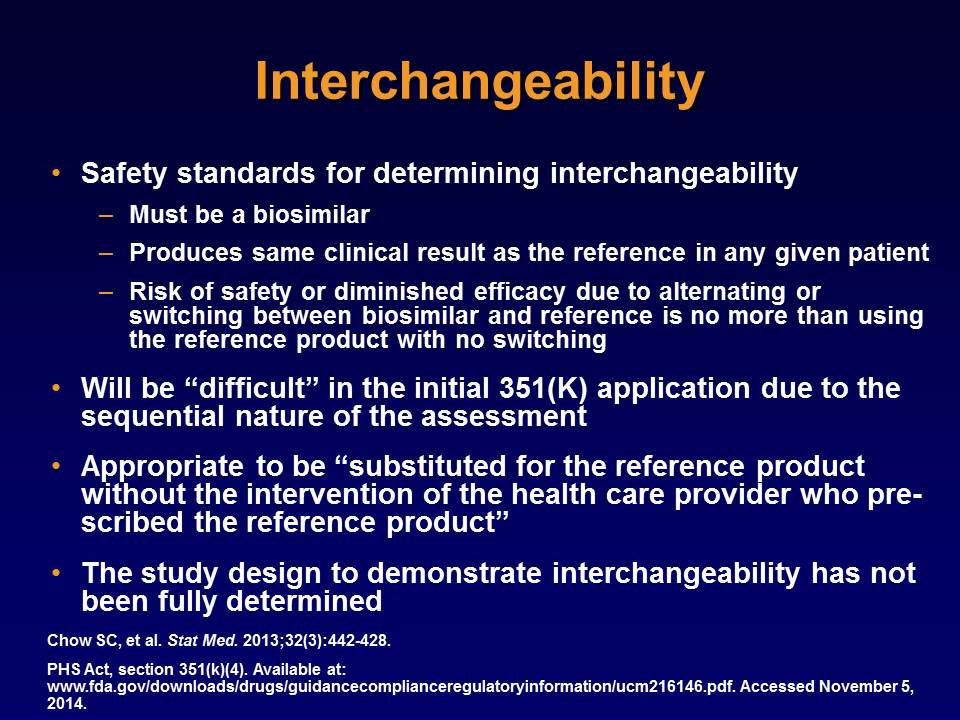 Interchangeability
• Safety standards for determining interchangeability
– Must be a biosimilar
– Produces same clinical result as the reference in any given patient
– Risk of safety or diminished efficacy due to alternating or
switching between biosimilar and reference is no more than using
the reference product with no switching
• Will be “difficult” in the initial 351(K) application due to the
sequential nature of the assessment
• Appropriate to be “substituted for the reference product
without the intervention of the health care provider who pre-
scribed the reference product”
• The study design to demonstrate interchangeability has not
been fully determined
Chow SC, et al. Stat Med. 2013;32(3):442-428.
PHS Act, section 351(k)(4). Available at:
www.fda.gov/downloads/drugs/guidancecomplianceregulatoryinformation/ucm216146.pdf. Accessed November 5,
2014.